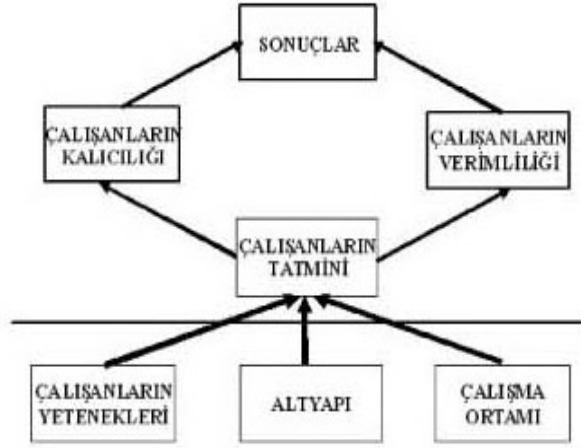 SONUÇLAR
ÇALIŞANLARIN
KALICILIĞI
ÇALIŞANLARIN
VERİMLİLİĞİ
ÇALIŞANLARIN
TATMİNİ
ÇALIŞANLARIN
YETENEKLERİ
ALTYAPI
ÇALIŞMA
ORTAMI